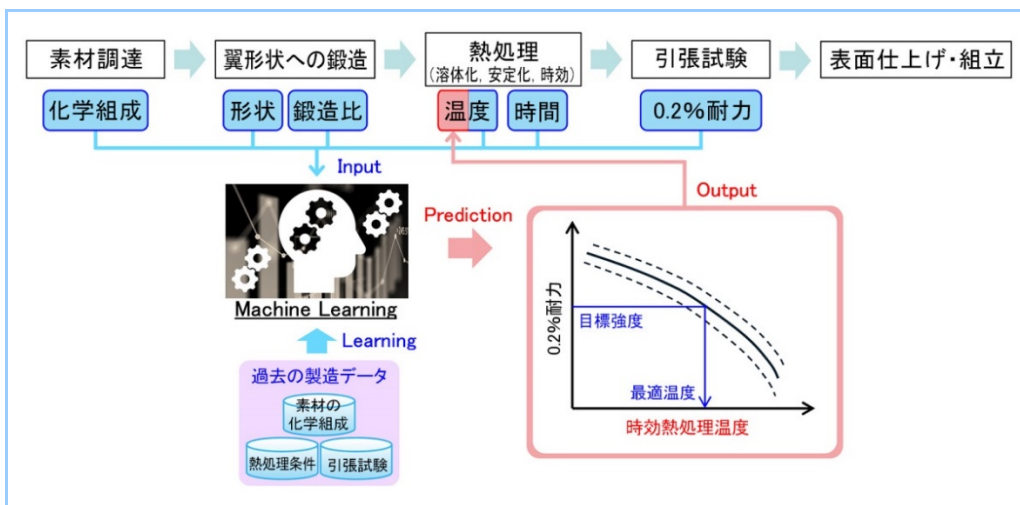 素材調達
翼形状への鍛造
熱処理
(溶体化, 安定化, 時効)
引張試験
表面仕上げ・組立
化学組成
形状
鍛造比
温度
時間
0.2%耐力
Input
Output
Prediction
Machine Learning
Learning
過去の製造データ
素材の
化学組成
熱処理条件
引張試験
0.2%耐力
目標強度
最適温度
時効熱処理温度